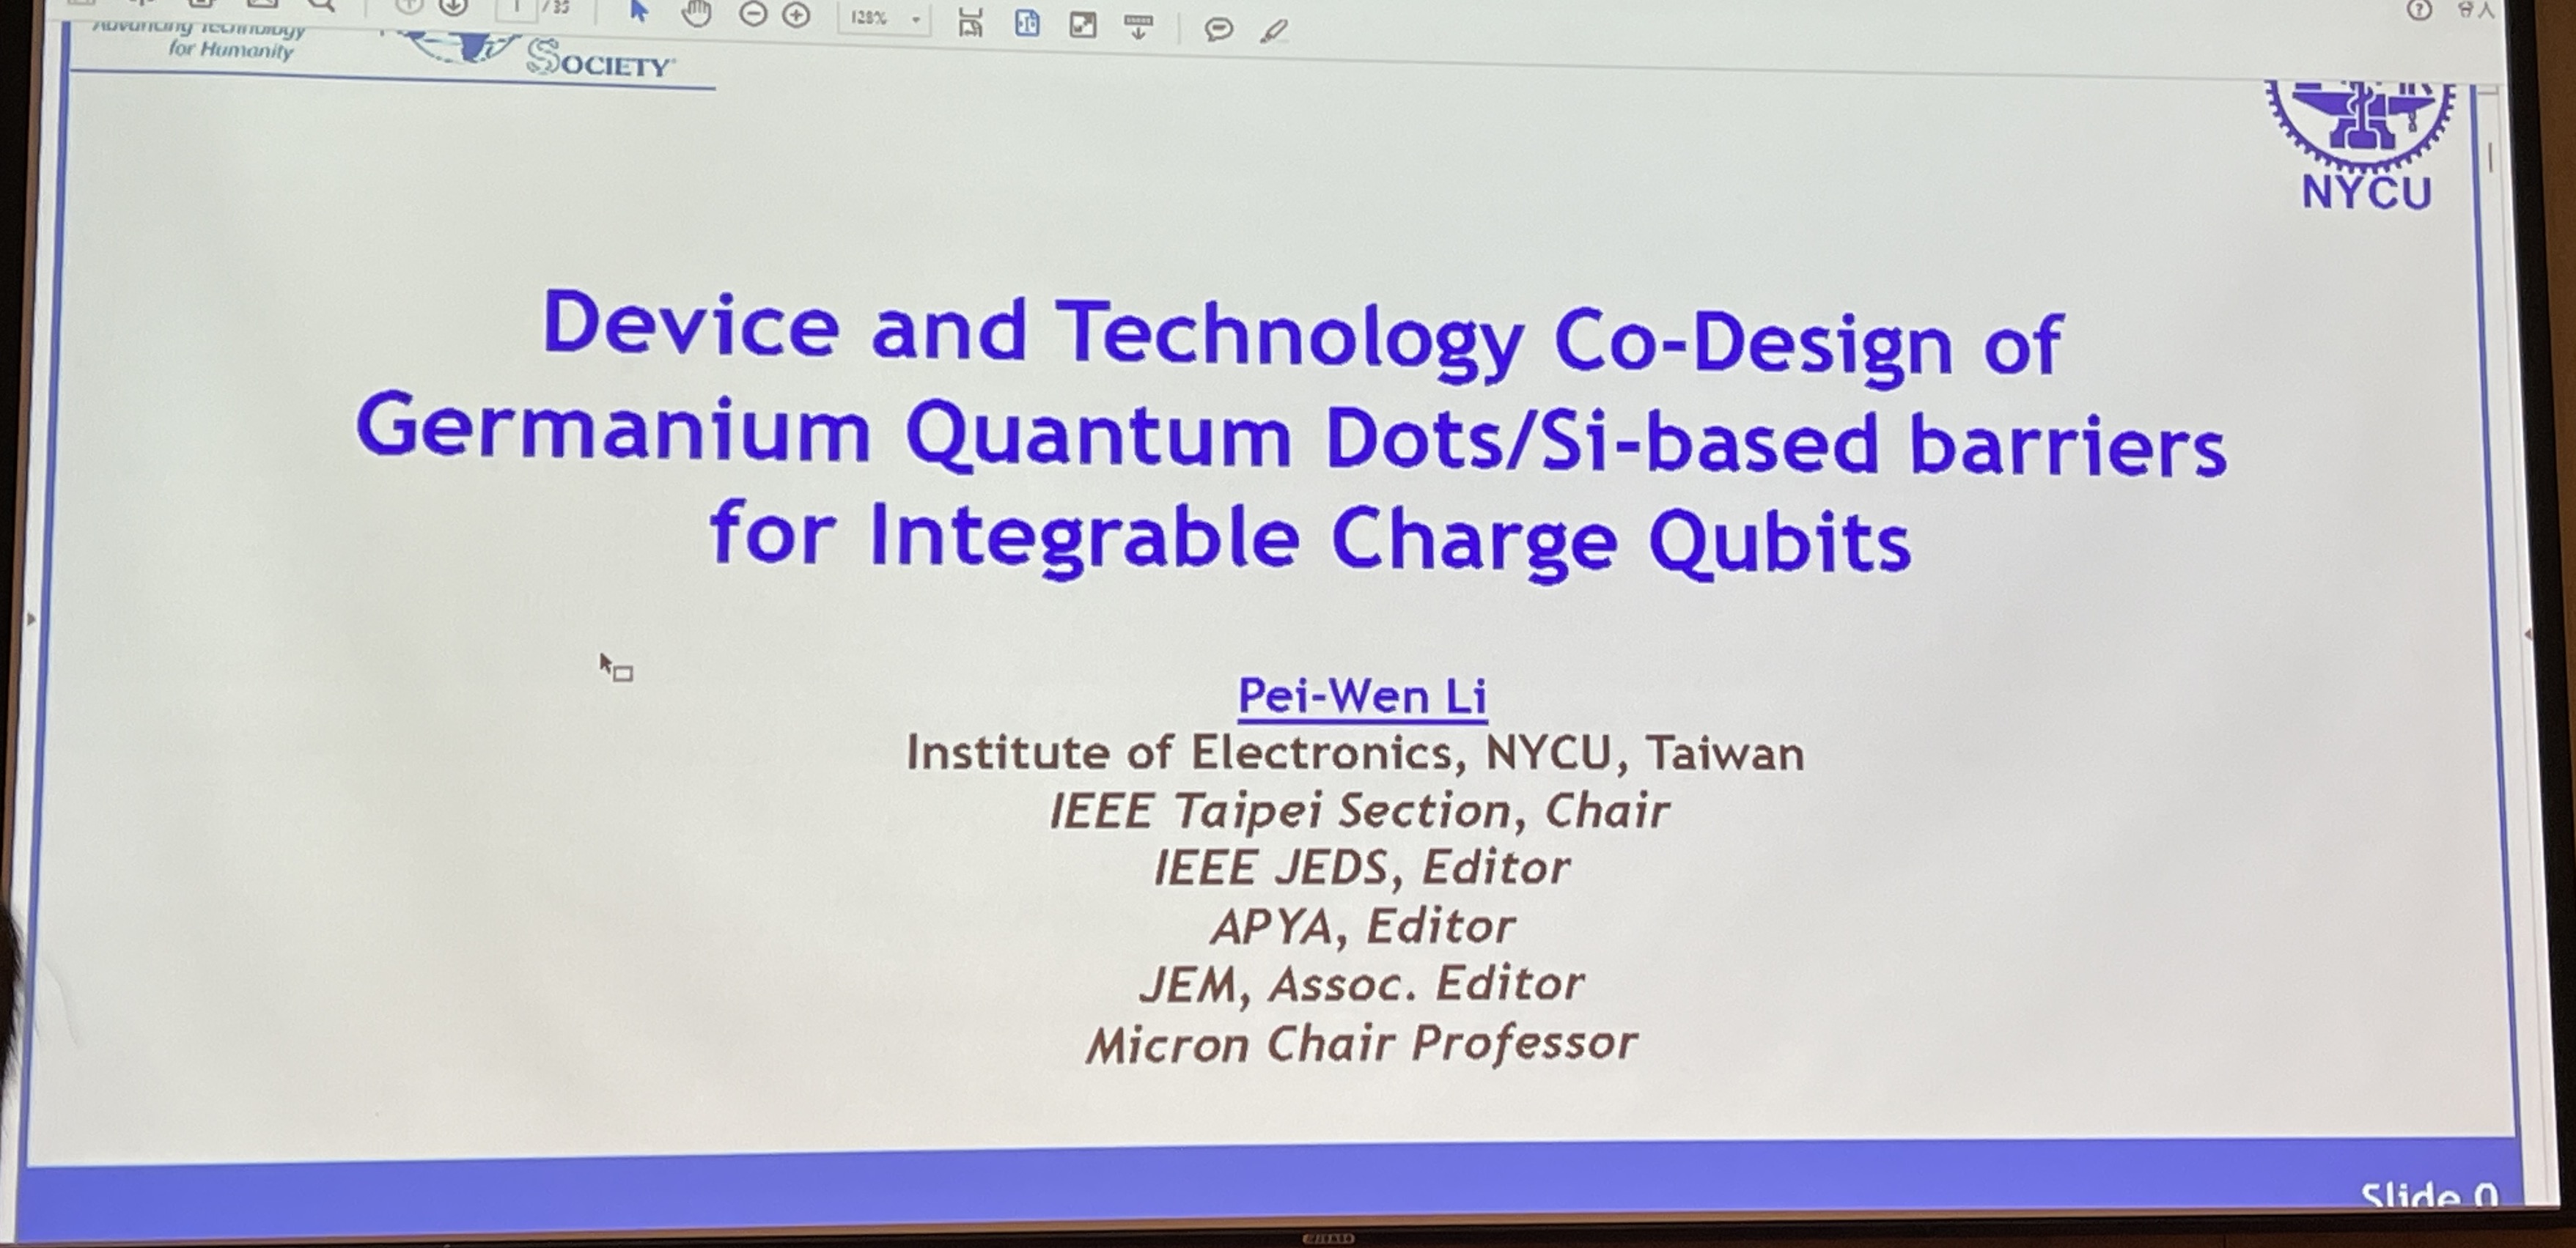 1 / 35
128%
Advancing Technology
for Humanity
SOCIETY
NYCU
Device and Technology Co-Design of
Germanium Quantum Dots/Si-based barriers
for Integrable Charge Qubits
Pei-Wen Li
Institute of Electronics, NYCU, Taiwan
IEEE Taipei Section, Chair
IEEE JEDS, Editor
APYA, Editor
JEM, Assoc. Editor
Micron Chair Professor
Slide 0